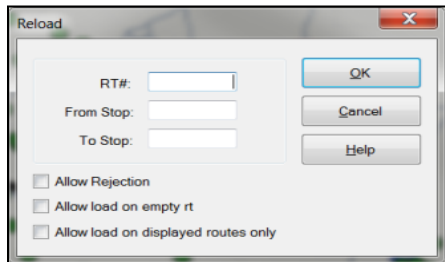 Reload
RT#:
From Stop:
To Stop:
OK
Cancel
Help
Allow Rejection
Allow load on empty rt
Allow load on displayed routes only